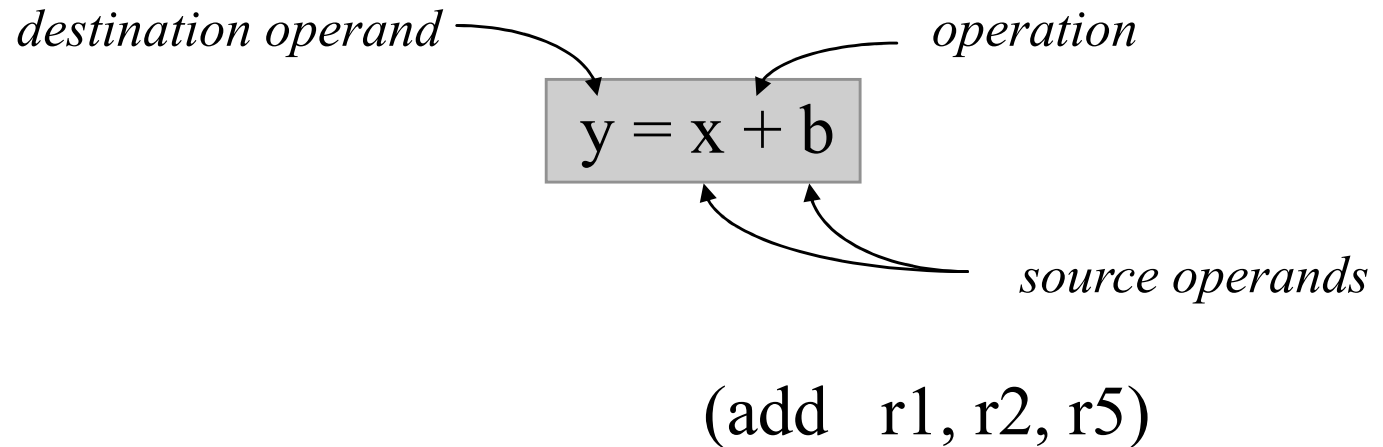 destination operand
operation
y = x + b
source operands
(add r1, r2, r5)